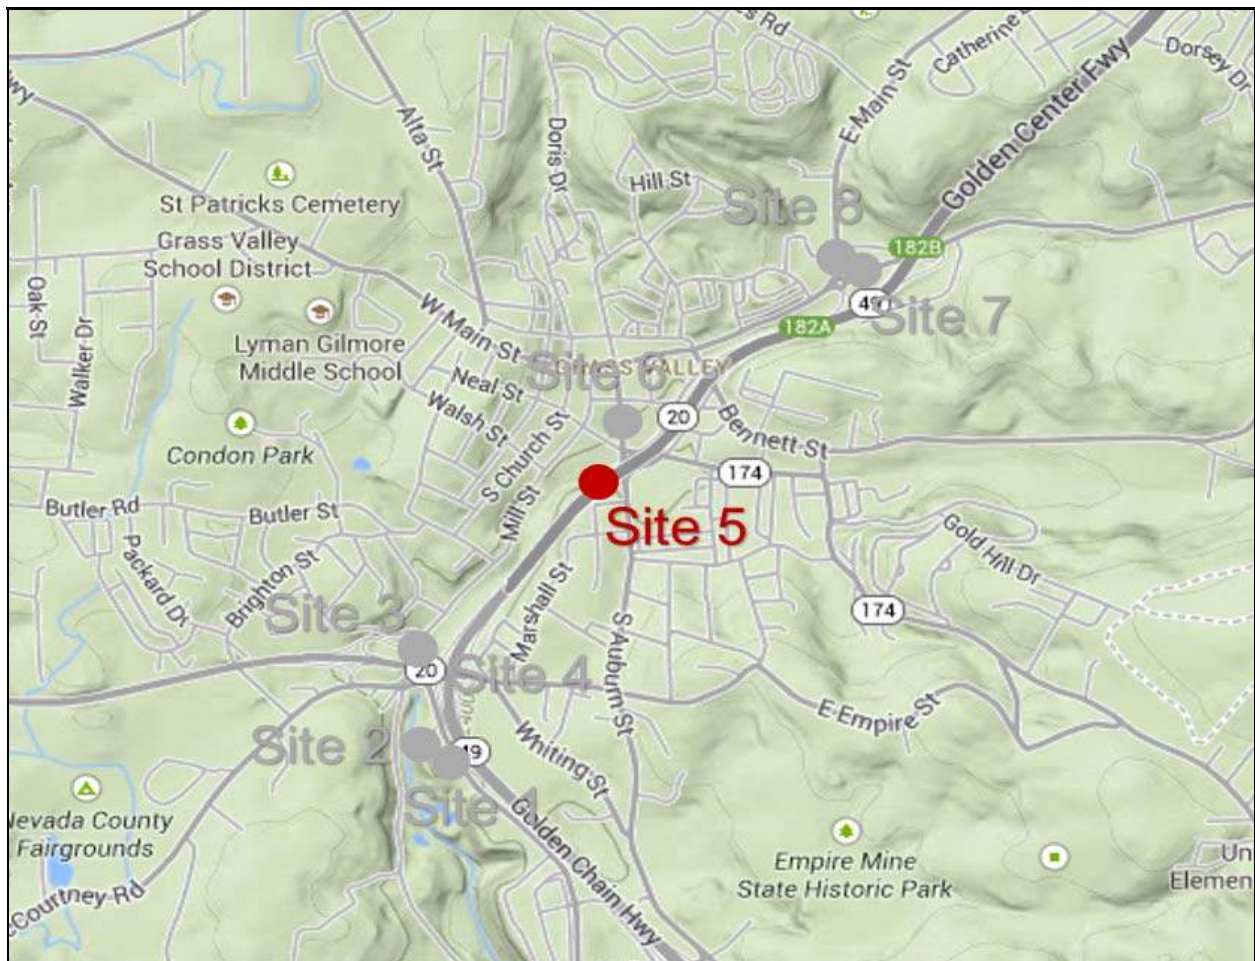 es Rd
Catherine
Dorsey Dr
wy
Alta St
Doris Dr
E Main St
Golden Center Fwy
Hill St
St Patricks Cemetery
Site 8
Grass Valley
School District
182B
Oak St
Walker Dr
W Main St
49
Site 7
182A
Lyman Gilmore
Middle School
GRASS VALLEY
Site 6
Neal St
Walsh St
S Church St
20
Bennett St
Condon Park
174
Site 5
Mill St
Butler Rd
Butler St
Gold Hill Dr
Packard Dr
Brighton St
Marshall St
174
Site 3
S Auburn St
20
Site 4
E Empire St
Site 2
49
Whiting St
Site 1
Golden Chain Hwy
Nevada County
Fairgrounds
Courtney Rd
Empire Mine
State Historic Park
Un
Elemen